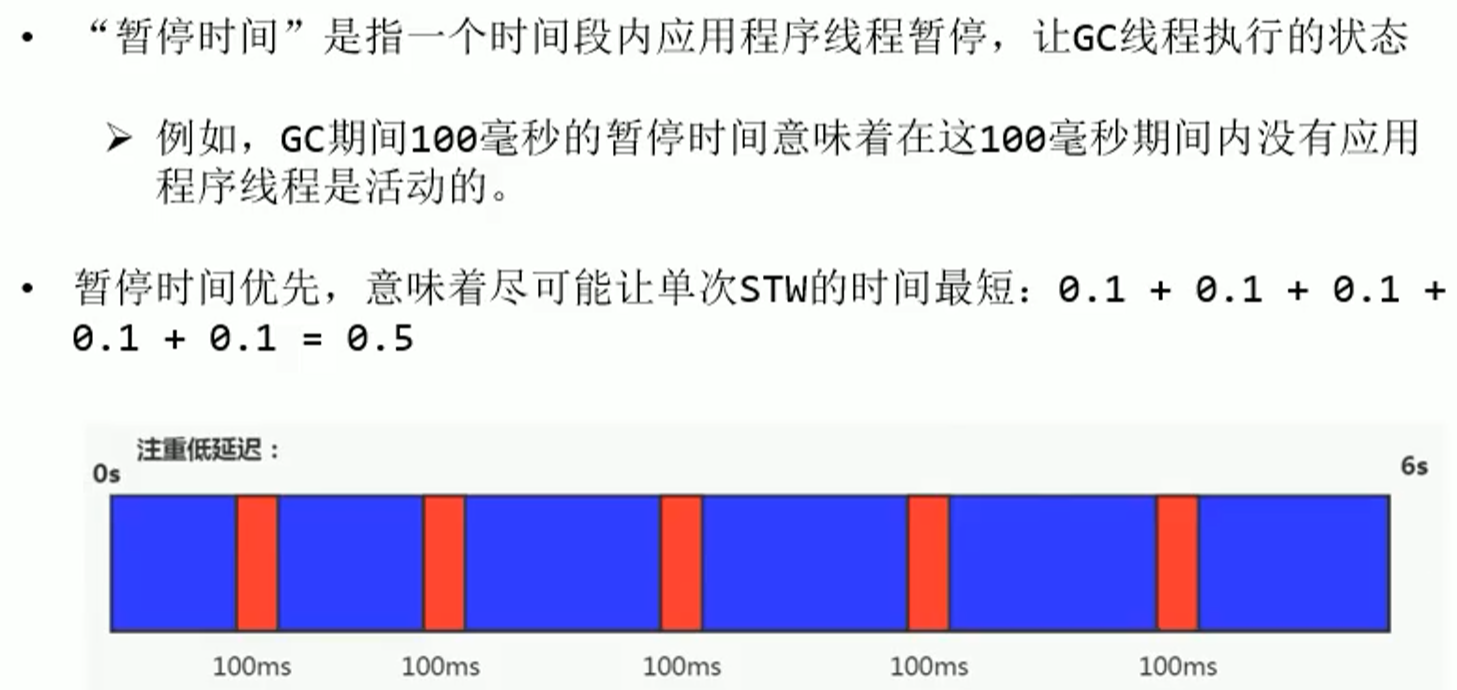 • “暂停时间”是指一个时间段内应用程序线程暂停，让GC线程执行的状态
➢ 例如，GC期间100毫秒的暂停时间意味着在这100毫秒期间内没有应用
程序线程是活动的。
• 暂停时间优先，意味着尽可能让单次STW的时间最短：0.1 + 0.1 + 0.1 +
0.1 + 0.1 = 0.5
注重低延迟：
0s 6s
100ms 100ms 100ms 100ms 100ms